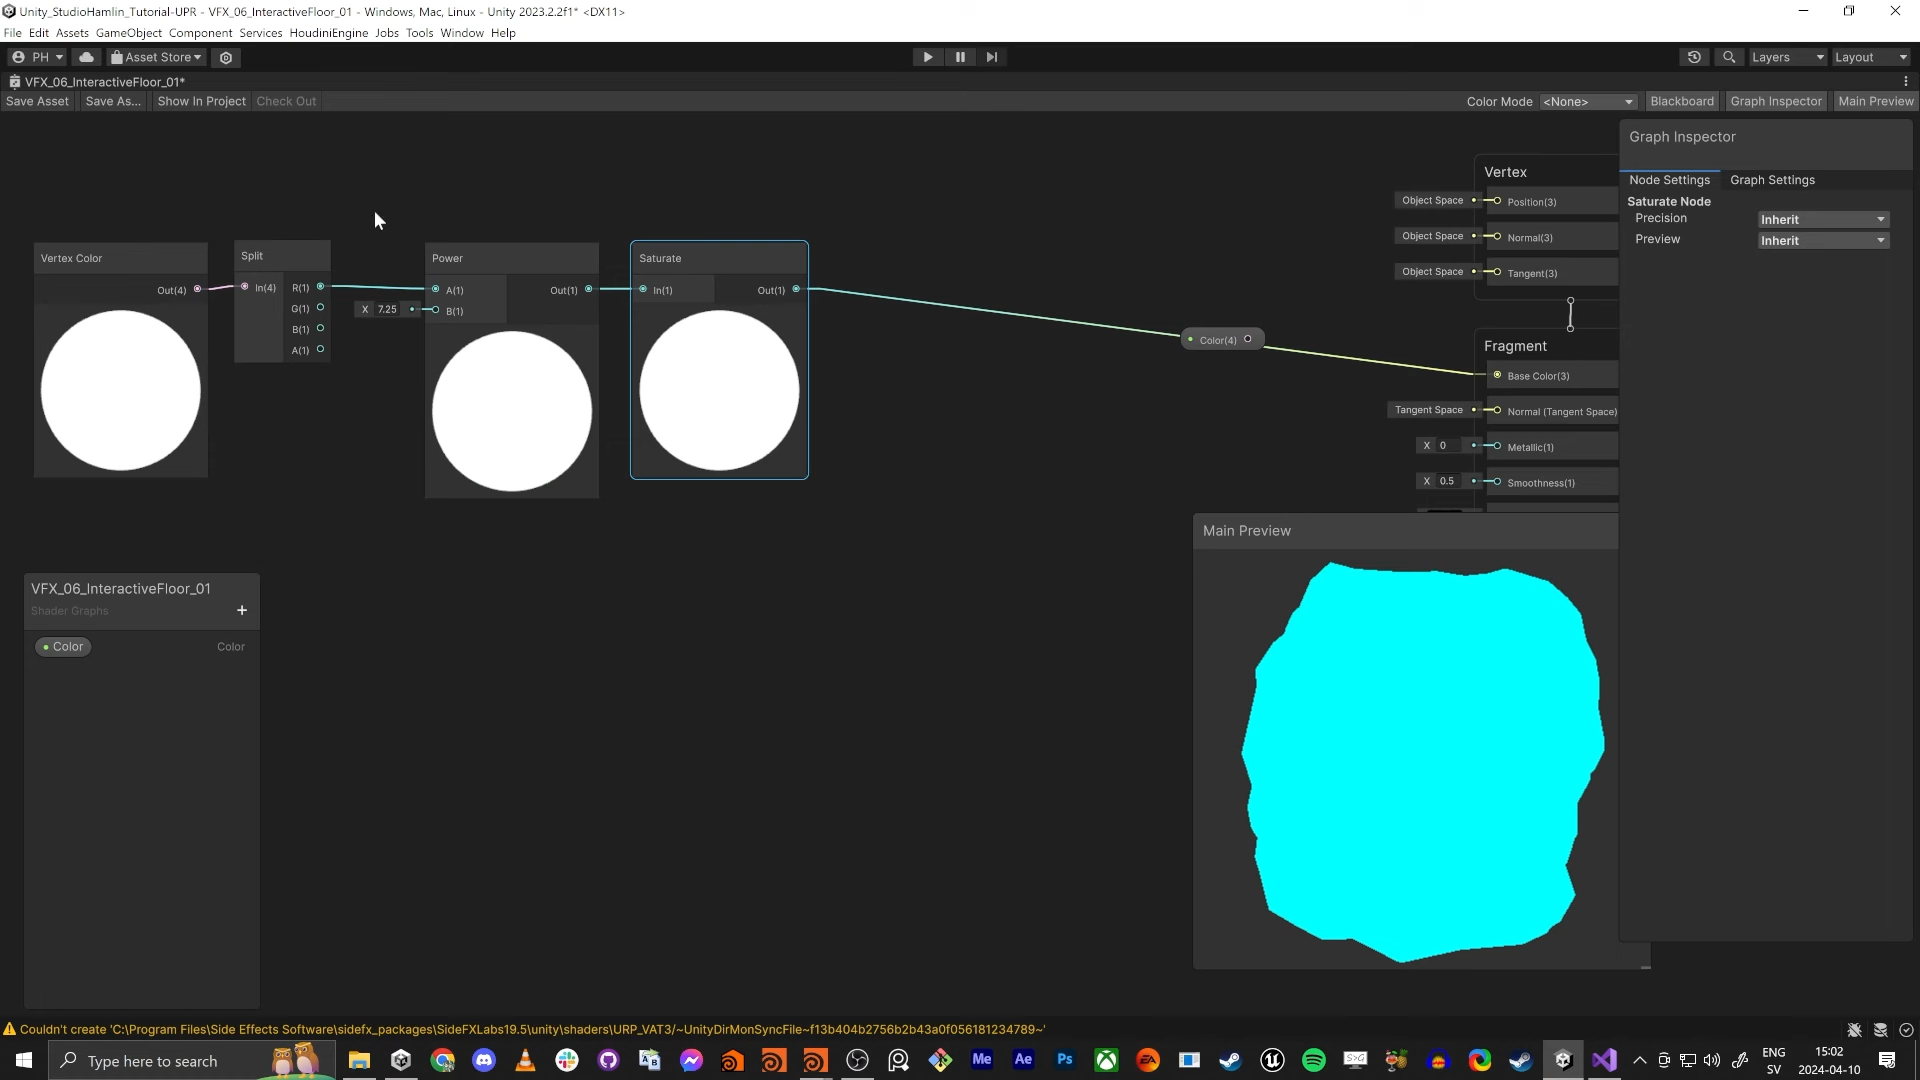 Unity_StudioHamlin_Tutorial-UPR - VFX_06_InteractiveFloor_01 - Windows, Mac, Linux - Unity 2023.2.2f1* <DX11>
File Edit Assets GameObject Component Services HoudiniEngine Jobs Tools Window Help
PH Asset Store Layers Layout
VFX_06_InteractiveFloor_01*
Save Asset Save As... Show In Project Check Out Color Mode <None> Blackboard Graph Inspector Main Preview
Graph Inspector
Node Settings Graph Settings
Saturate Node
Precision Inherit
Preview Inherit
Vertex
Object Space Position(3)
Object Space Normal(3)
Object Space Tangent(3)
Fragment
Base Color(3)
Tangent Space Normal (Tangent Space)
X 0 Metallic(1)
X 0.5 Smoothness(1)
Vertex Color
Out(4)
Split
In(4) R(1)
G(1)
B(1)
A(1)
X 7.25
Power
A(1) Out(1)
B(1)
Saturate
In(1) Out(1)
Color(4)
Main Preview
VFX_06_InteractiveFloor_01
Shader Graphs +
Color Color
Couldn't create 'C:\Program Files\Side Effects Software\sidefx_packages\SideFXLabs19.5\unity\shaders\URP_VAT3/~UnityDirMonSyncFile~f13b404b2756b2b43a0f056181234789~'
Type here to search
Me Ae Ps
ENG
SV
15:02
2024-04-10